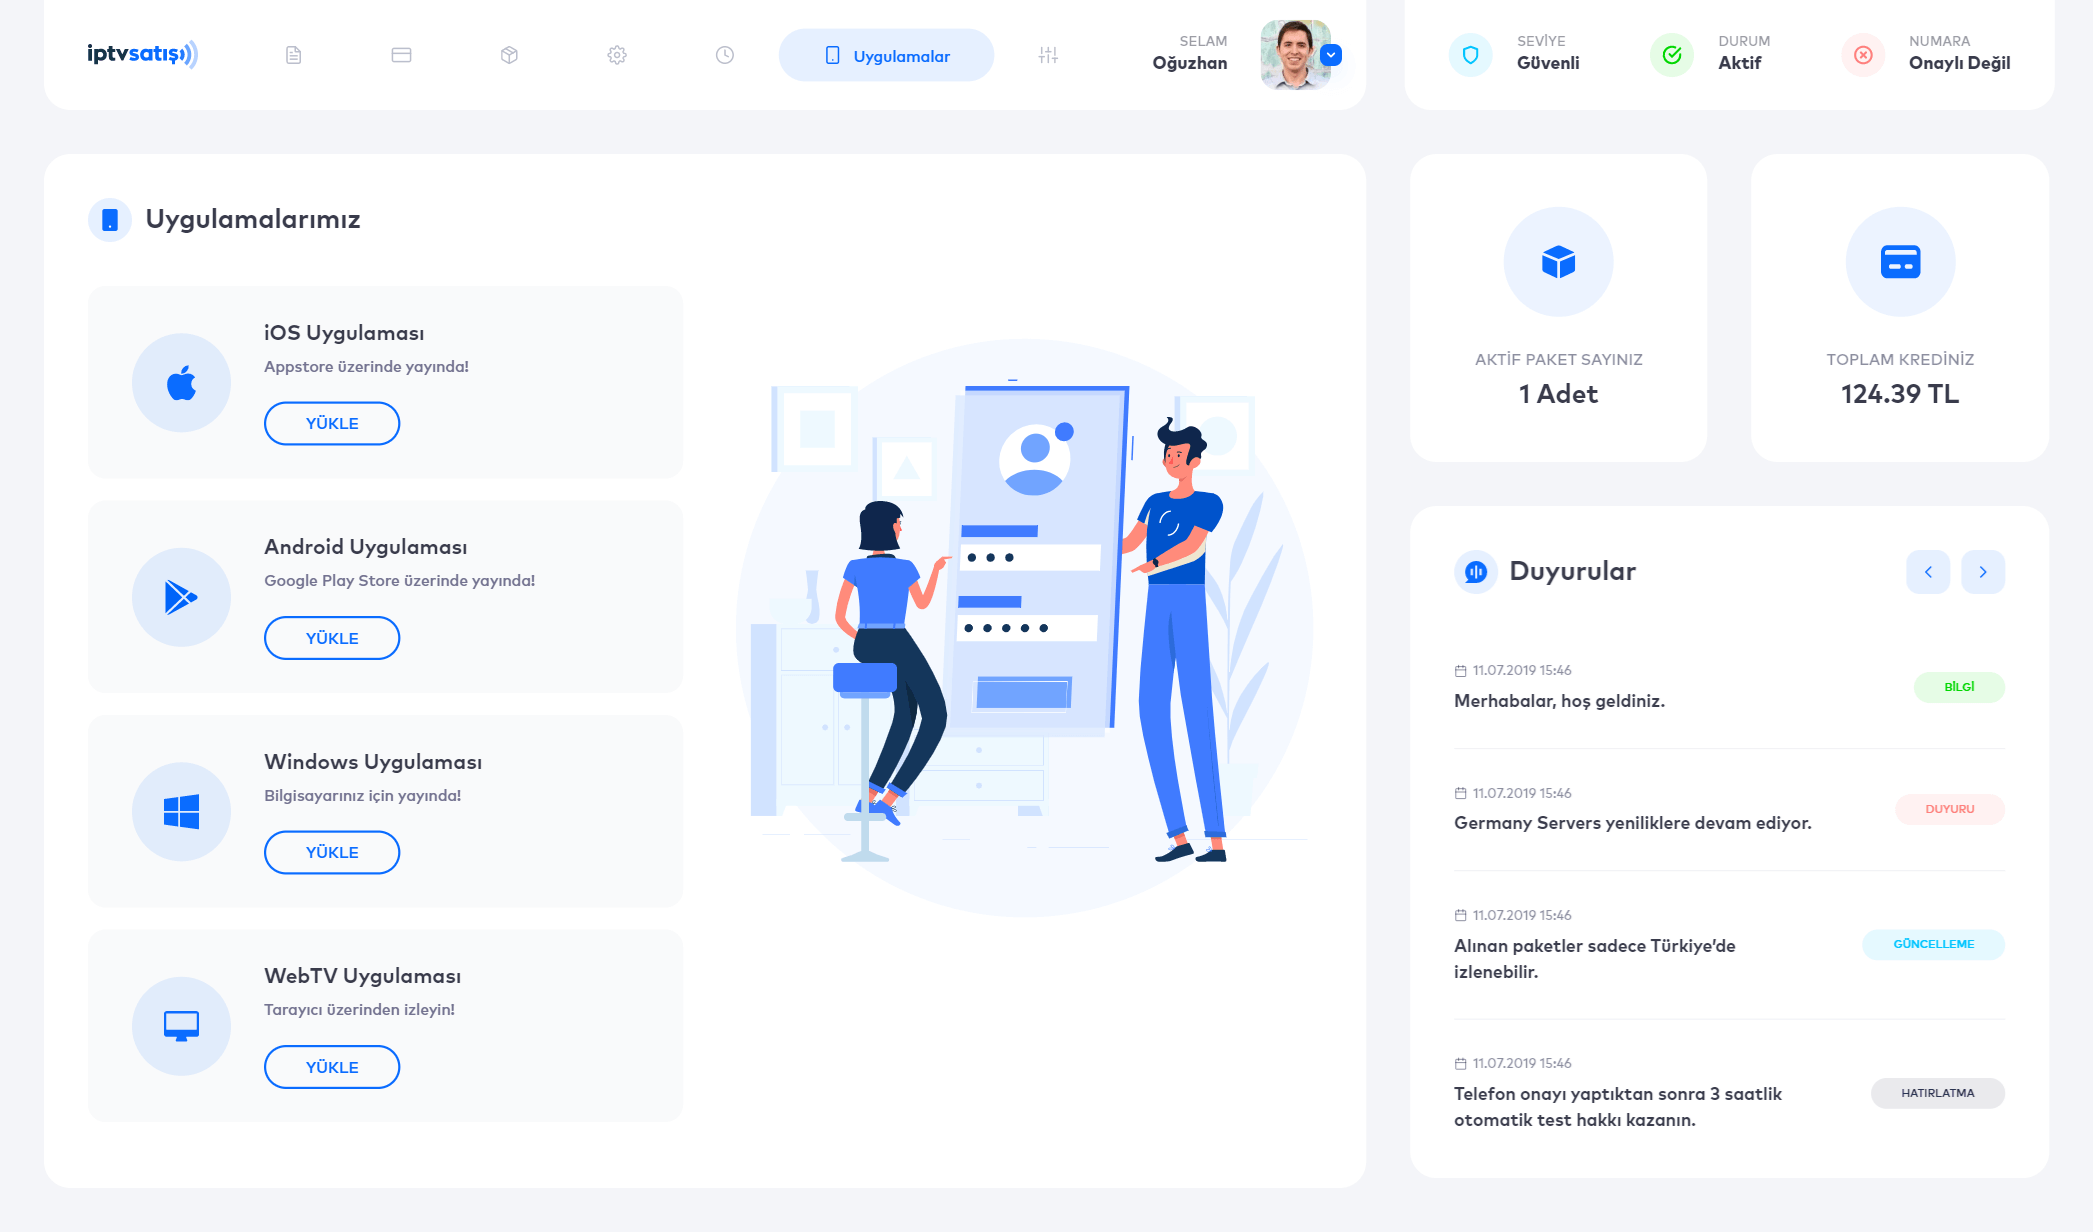 iptvsatış
Uygulamalar
SELAM
Oğuzhan
SEVİYE
Güvenli
DURUM
Aktif
NUMARA
Onaylı Değil
Uygulamalarımız
iOS Uygulaması
Appstore üzerinde yayında!
YÜKLE
Android Uygulaması
Google Play Store üzerinde yayında!
YÜKLE
Windows Uygulaması
Bilgisayarınız için yayında!
YÜKLE
WebTV Uygulaması
Tarayıcı üzerinden izleyin!
YÜKLE
AKTİF PAKET SAYINIZ
1 Adet
TOPLAM KREDİNİZ
124.39 TL
Duyurular
11.07.2019 15:46
Merhabalar, hoş geldiniz.
BİLGİ
11.07.2019 15:46
Germany Servers yeniliklere devam ediyor.
DUYURU
11.07.2019 15:46
Alınan paketler sadece Türkiye’de
izlenebilir.
GÜNCELLEME
11.07.2019 15:46
Telefon onayı yaptıktan sonra 3 saatlik
otomatik test hakkı kazanın.
HATIRLATMA